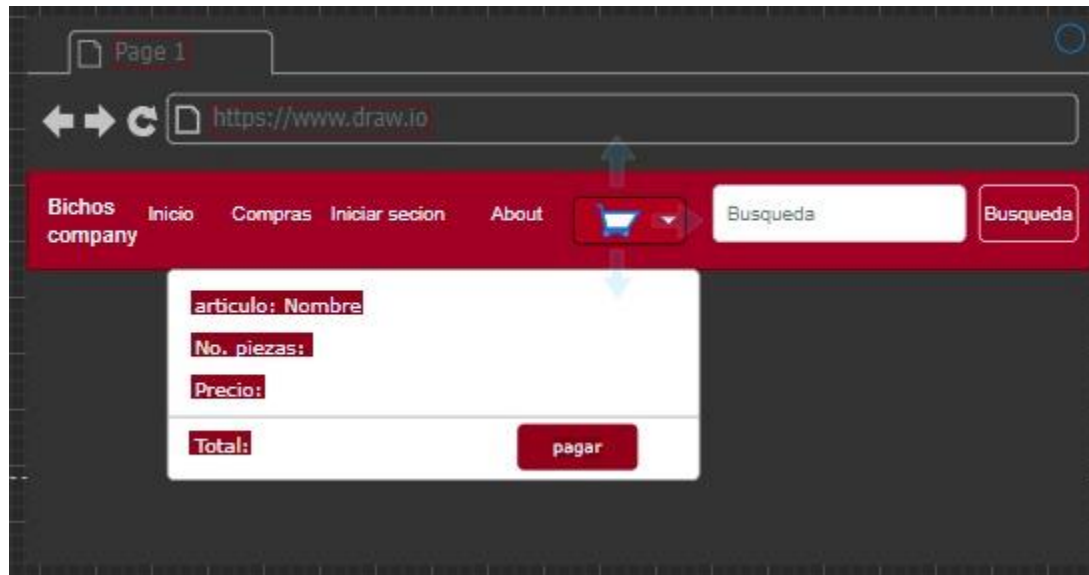 Page 1
https://www.draw.io
Bichos company
Inicio
Compras
Iniciar secion
About
Busqueda
Busqueda
articulo: Nombre
No. piezas:
Precio:
Total:
pagar